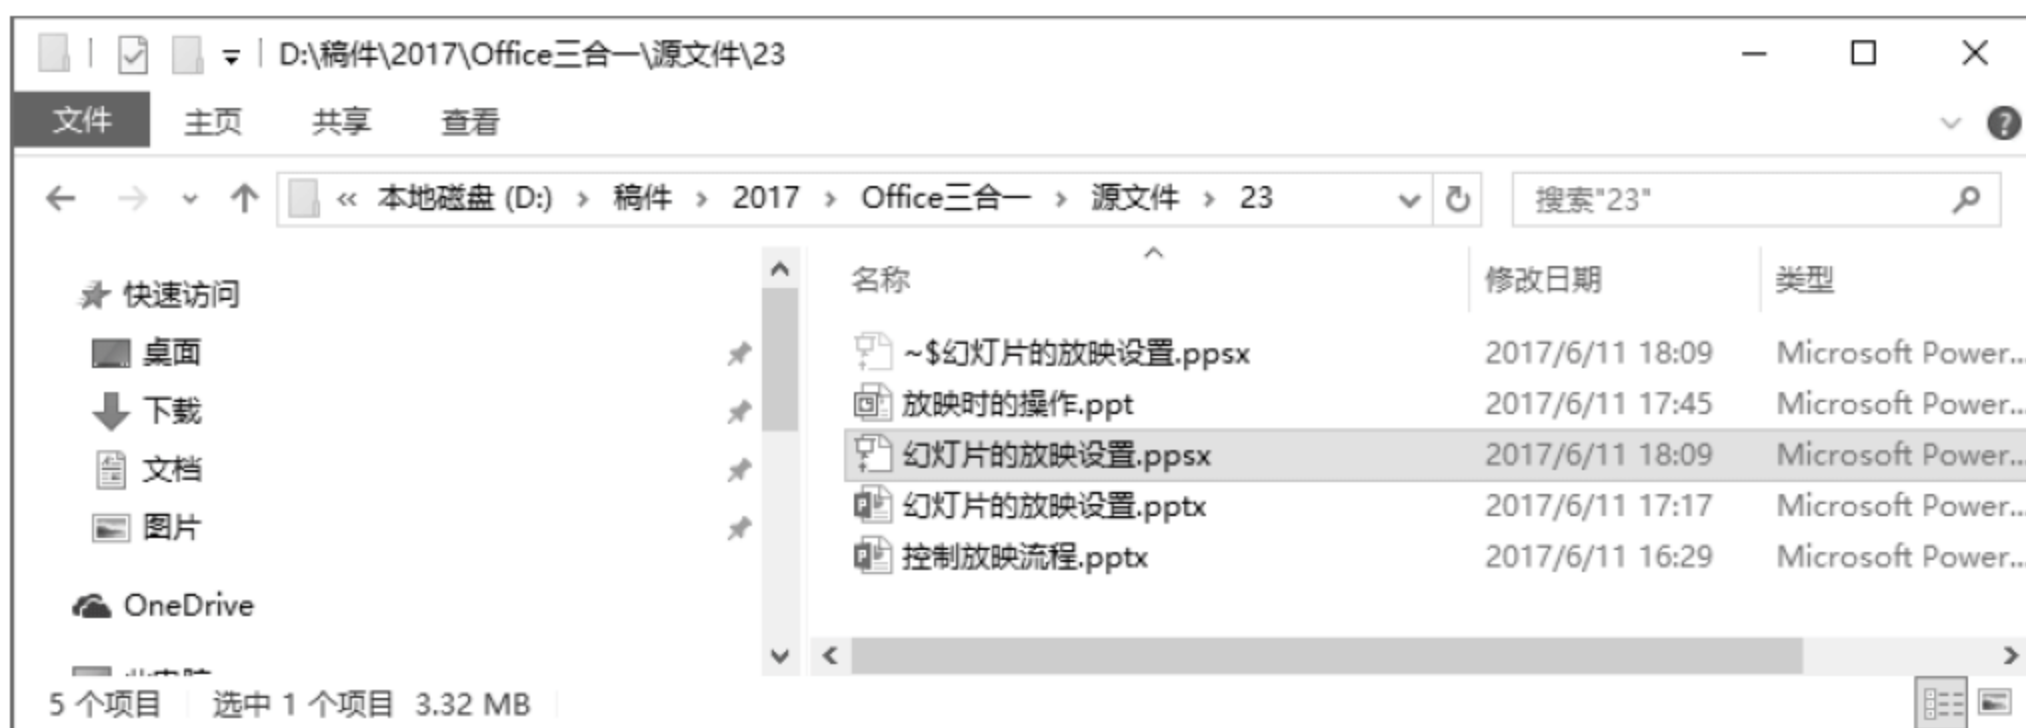 D:\稿件\2017\Office三合一\源文件\23
文件 主页 共享 查看
« 本地磁盘 (D:) › 稿件 › 2017 › Office三合一 › 源文件 › 23 搜索"23"
名称 修改日期 类型
快速访问
桌面 ~$幻灯片的放映设置.ppsx 2017/6/11 18:09 Microsoft Power...
下载 放映时的操作.ppt 2017/6/11 17:45 Microsoft Power...
幻灯片的放映设置.ppsx 2017/6/11 18:09 Microsoft Power...
文档
图片 幻灯片的放映设置.pptx 2017/6/11 17:17 Microsoft Power...
控制放映流程.pptx 2017/6/11 16:29 Microsoft Power...
OneDrive
5 个项目 选中 1 个项目 3.32 MB